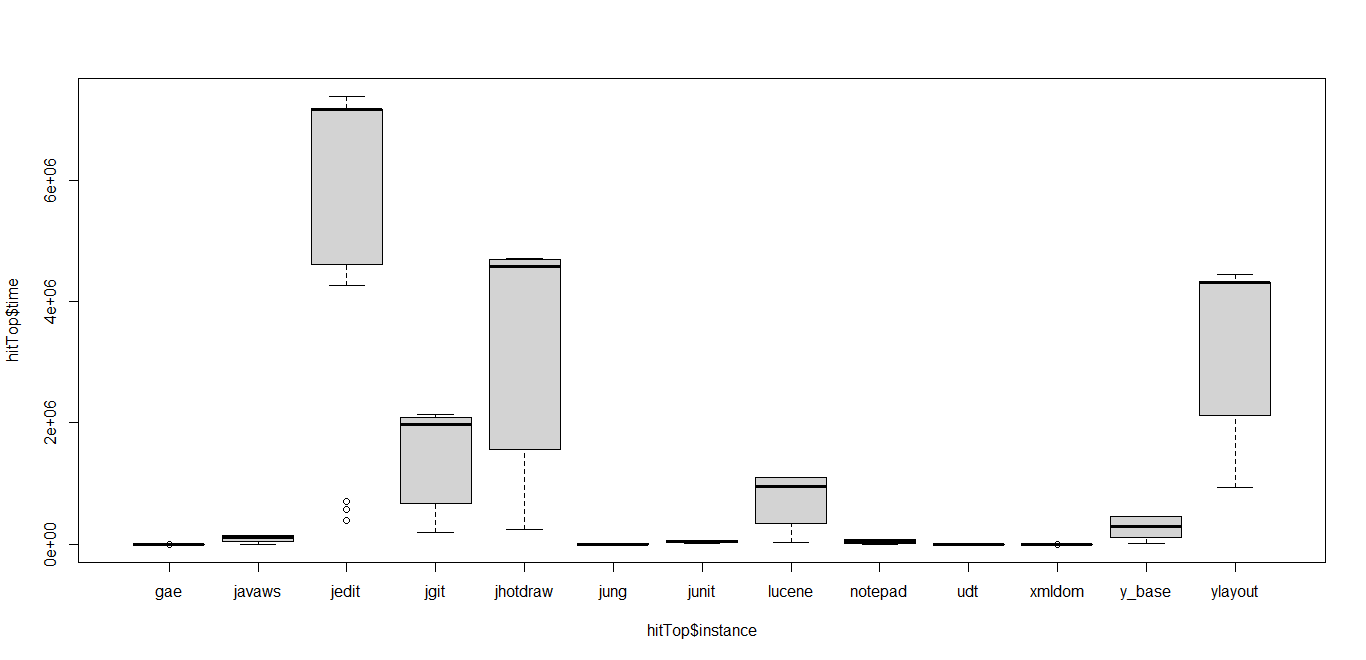 hitTop$time
6e+06
4e+06
2e+06
0e+00
gae javaws jedit jgit jhotdraw jung junit lucene notepad udt xmldom y_base ylayout
hitTop$instance